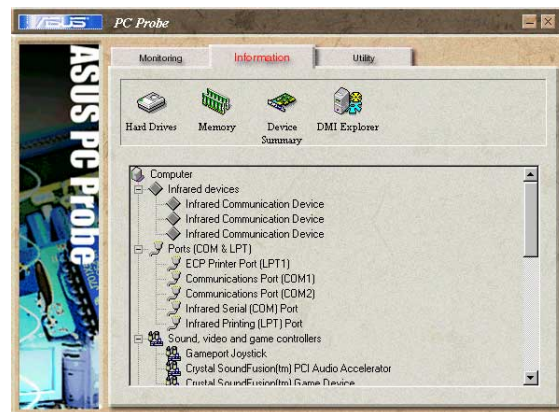 ASUS PC Probe
ASUS PC Probe
Monitoring Information Utility
Hard Drives Memory Device Summary DMI Explorer
Computer
Infrared devices
Infrared Communication Device
Infrared Communication Device
Infrared Communication Device
Ports (COM & LPT)
ECP Printer Port (LPT1)
Communications Port (COM1)
Communications Port (COM2)
Infrared Serial (COM) Port
Infrared Printing (LPT) Port
Sound, video and game controllers
Gameport Joystick
Crystal SoundFusion(tm) PCI Audio Accelerator
Crystal SoundFusion(tm) Game Device